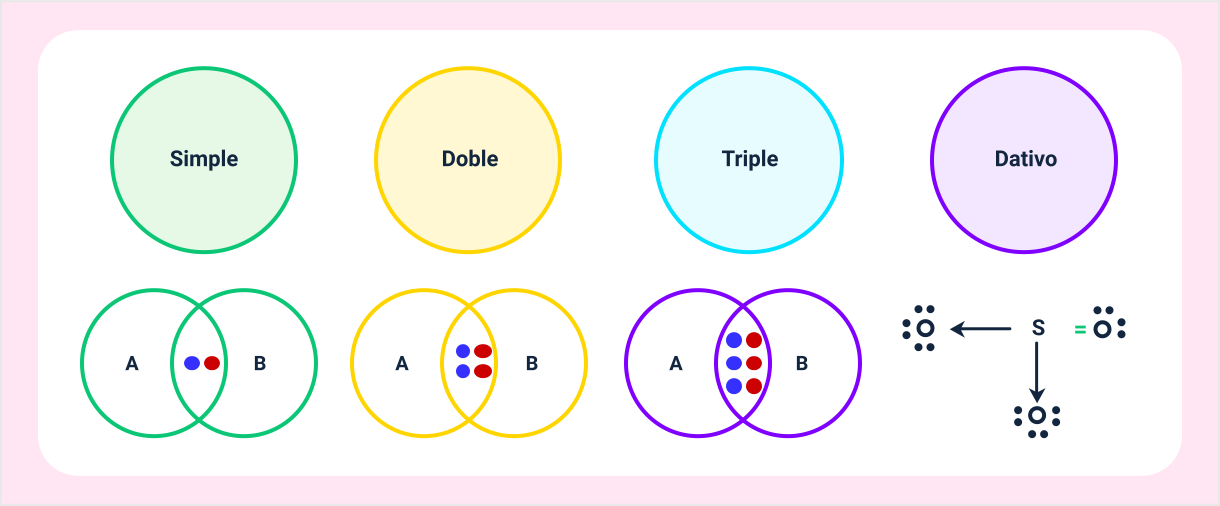 Simple
Doble
Triple
Dativo
A B
A B
A B
O S = O
O